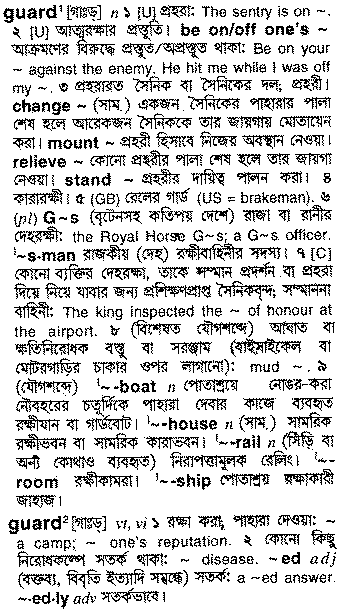 guard¹ [গাঃড্] n ১ [U] প্রহরা: The sentry is on ~.
২ [U] আত্মরক্ষার প্রস্তুতি। be on/off one's ~
আক্রমণের বিরুদ্ধে প্রস্তুত/অপ্রস্তুত থাকা: Be on your
~ against the enemy. He hit me while I was off
my ~. ৩ প্রহরারত সৈনিক বা সৈনিকের দল, প্রহরী।
change ~ (সাম.) একজন সৈনিকের পাহারার পালা
শেষ হলে আরেকজন সৈনিককে তার জায়গায় মোতায়েন
করা। mount ~ প্রহরী হিসাবে নিজের অবস্থান নেওয়া।
relieve ~ কোনো প্রহরীর পালা শেষ হলে তার জায়গা
নেওয়া। stand ~ প্রহরীর দায়িত্ব পালন করা। ৪
কারারক্ষী। ৫ (GB) রেলের গার্ড (US = brakeman). ৬
(pl) G~s (বৃটেনসহ কতিপয় দেশে) রাজা বা রানীর
দেহরক্ষী: the Royal Horse G~s; a G~s officer.
ˈ~s·man রাজকীয় (দেহ) রক্ষীবাহিনীর সদস্য। ৭ [C]
কোনো ব্যক্তির দেহরক্ষা, তাকে সম্মান প্রদর্শন বা প্রহরা
দিয়ে নিয়ে যাবার জন্য প্রশিক্ষণপ্রাপ্ত সৈনিকবৃন্দ; সম্মাননা
বাহিনী: The king inspected the ~ of honour at
the airport. ৮ (বিশেষত যৌগশব্দে) আঘাত বা
ক্ষতিনিরোধক বস্তু বা সরঞ্জাম (বাইসাইকেল বা
মোটরগাড়ির চাকার ওপর লাগানো): mud ~. ৯
(যৌগশব্দে) ˈ~-boat n পোতাশ্রয়ে নোঙর-করা
নৌবহরের চতুর্দিকে পাহারা দেবার কাজে ব্যবহৃত
রক্ষীযান বা গার্ডবোট। ˈ~-house n (সাম.) সামরিক
রক্ষীভবন বা সামরিক কারাভবন। ˈ~-rail n (সিঁড়ি বা
অন্য কোথাও ব্যবহৃত) নিরাপত্তামূলক রেলিং। ˈ~-
room রক্ষীকামরা। ˈ~-ship পোতাশ্রয় রক্ষাকারী
জাহাজ।
guard² [গাঃড্] vt, vi ১ রক্ষা করা, পাহারা দেওয়া: ~
a camp; ~ one's reputation. ২ কোনো কিছু
নিরোধকল্পে সতর্ক থাকা: ~ disease. ~·ed adj
(বক্তব্য, বিবৃতি ইত্যাদি সম্বন্ধে) সতর্ক: a ~ed answer.
~·ed·ly adv সতর্কভাবে।